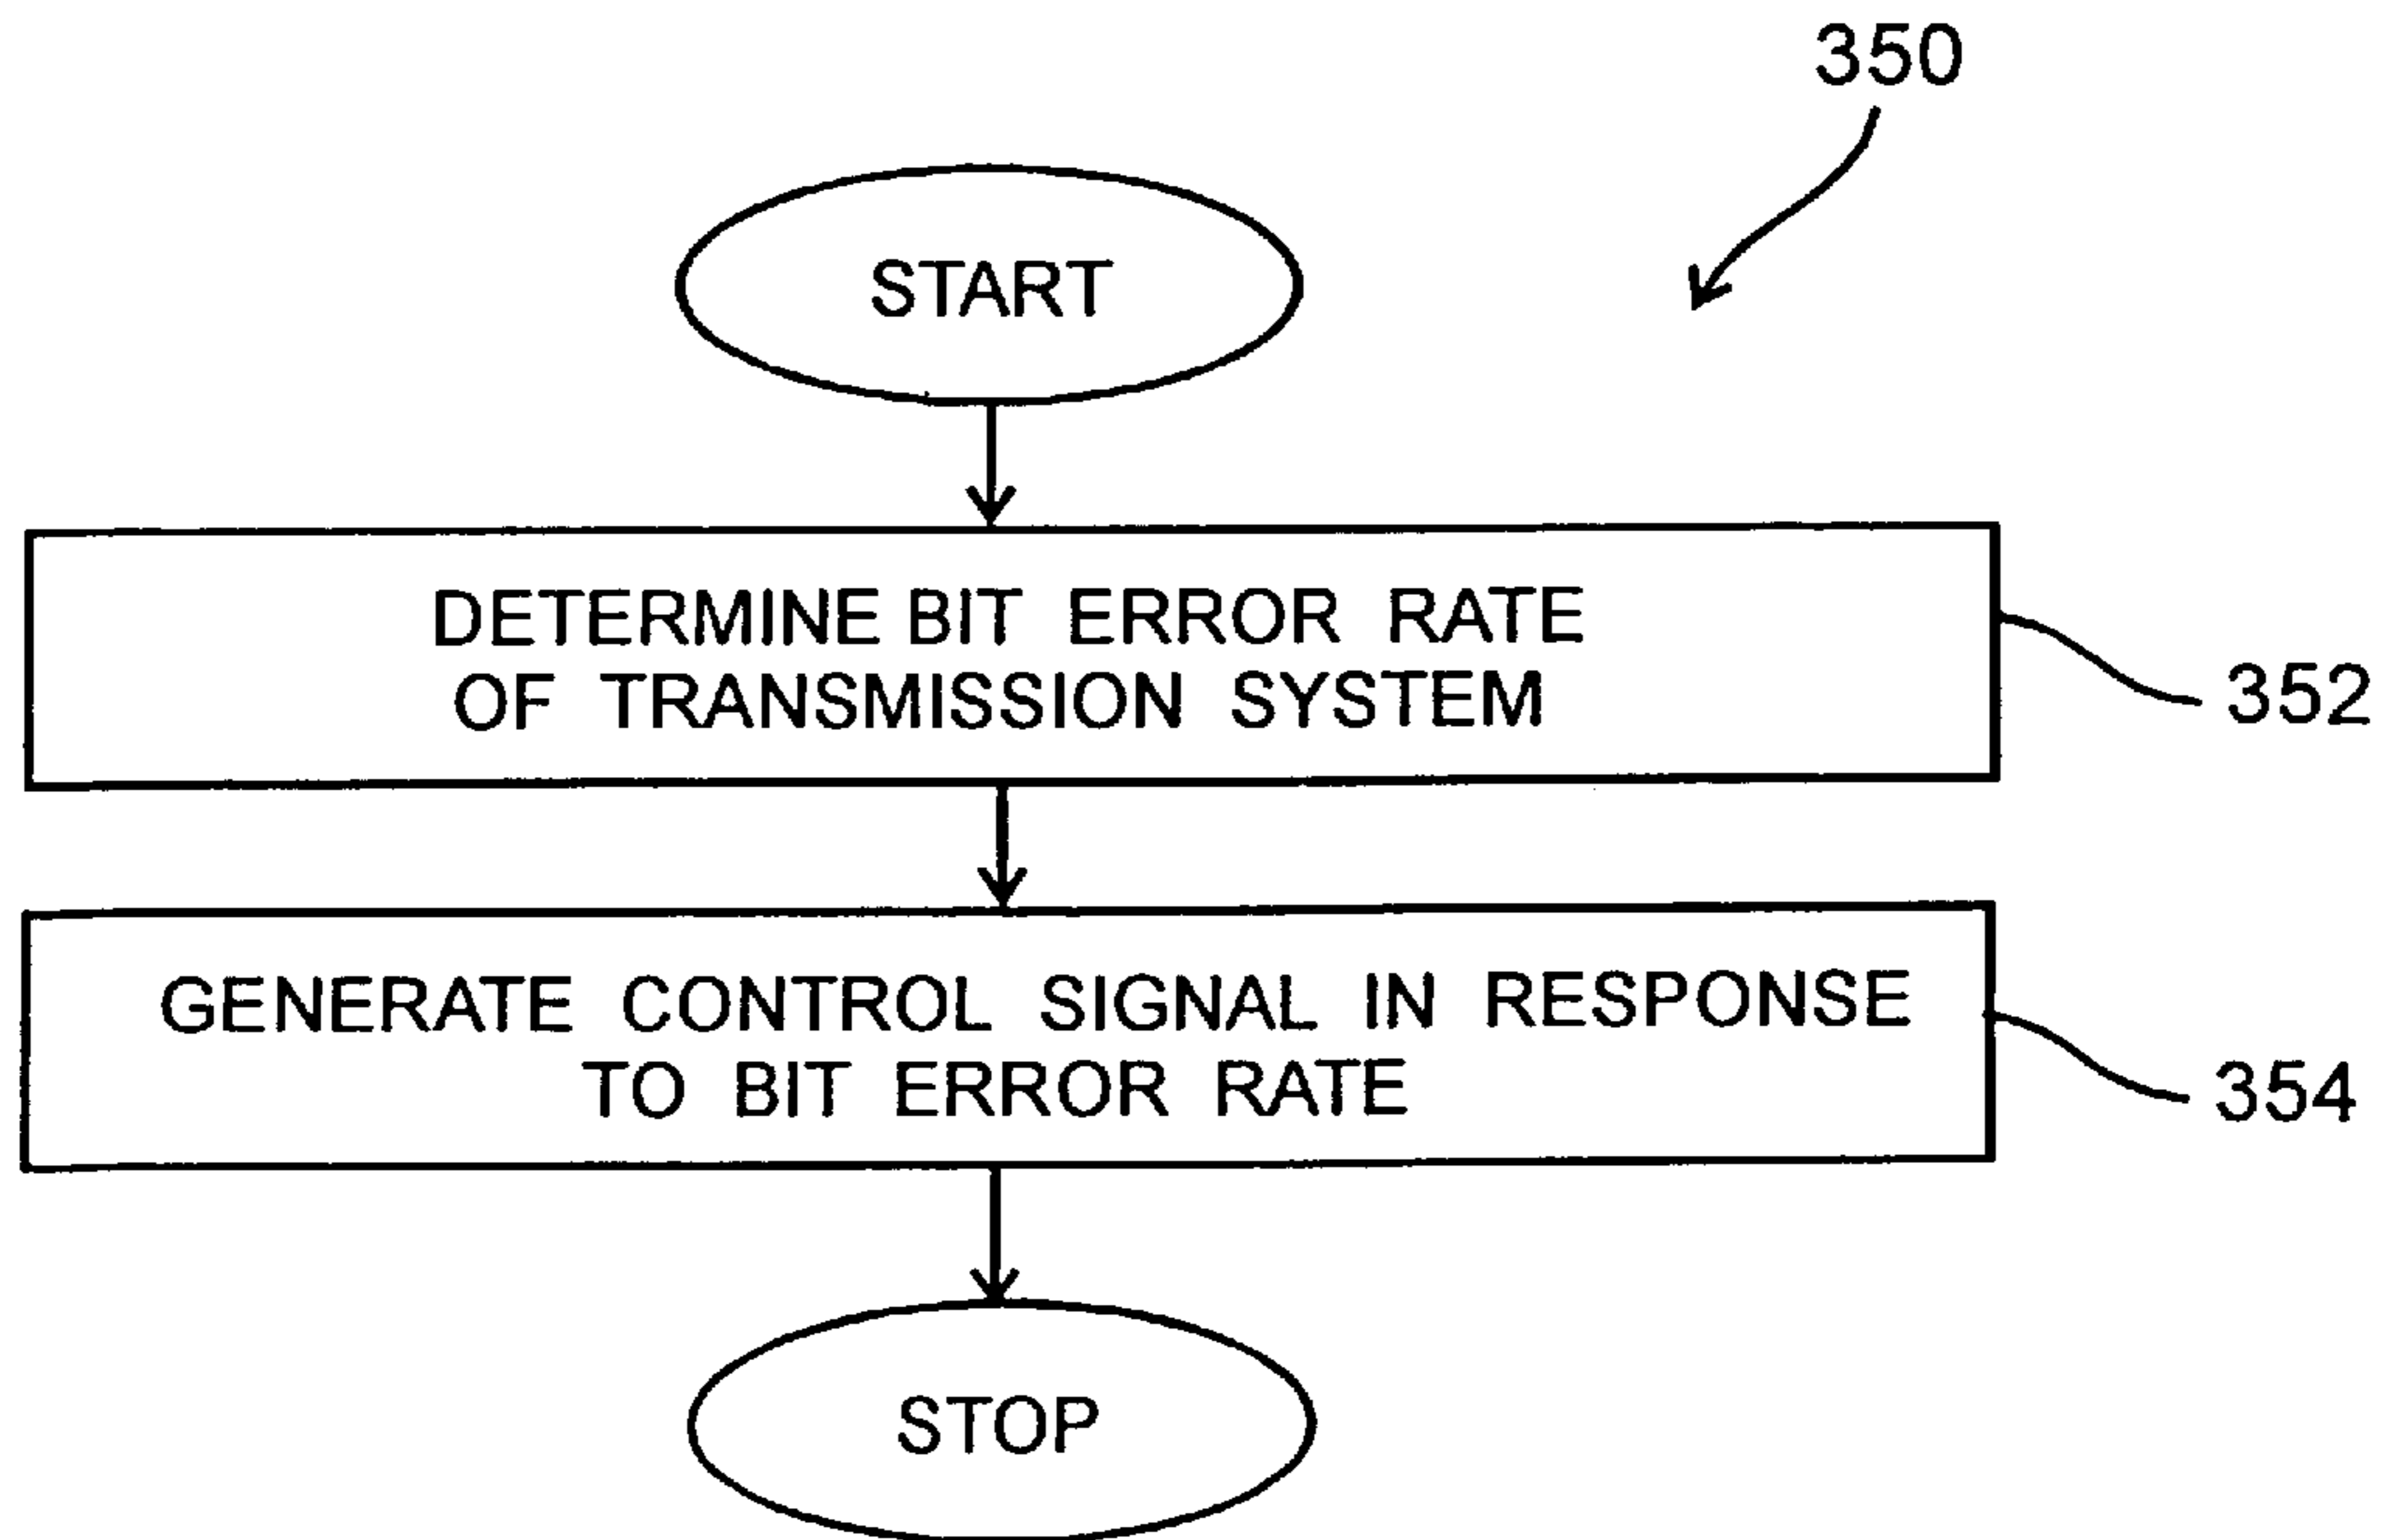 350
START
DETERMINE BIT ERROR RATE
OF TRANSMISSION SYSTEM
352
GENERATE CONTROL SIGNAL IN RESPONSE
TO BIT ERROR RATE
354
STOP